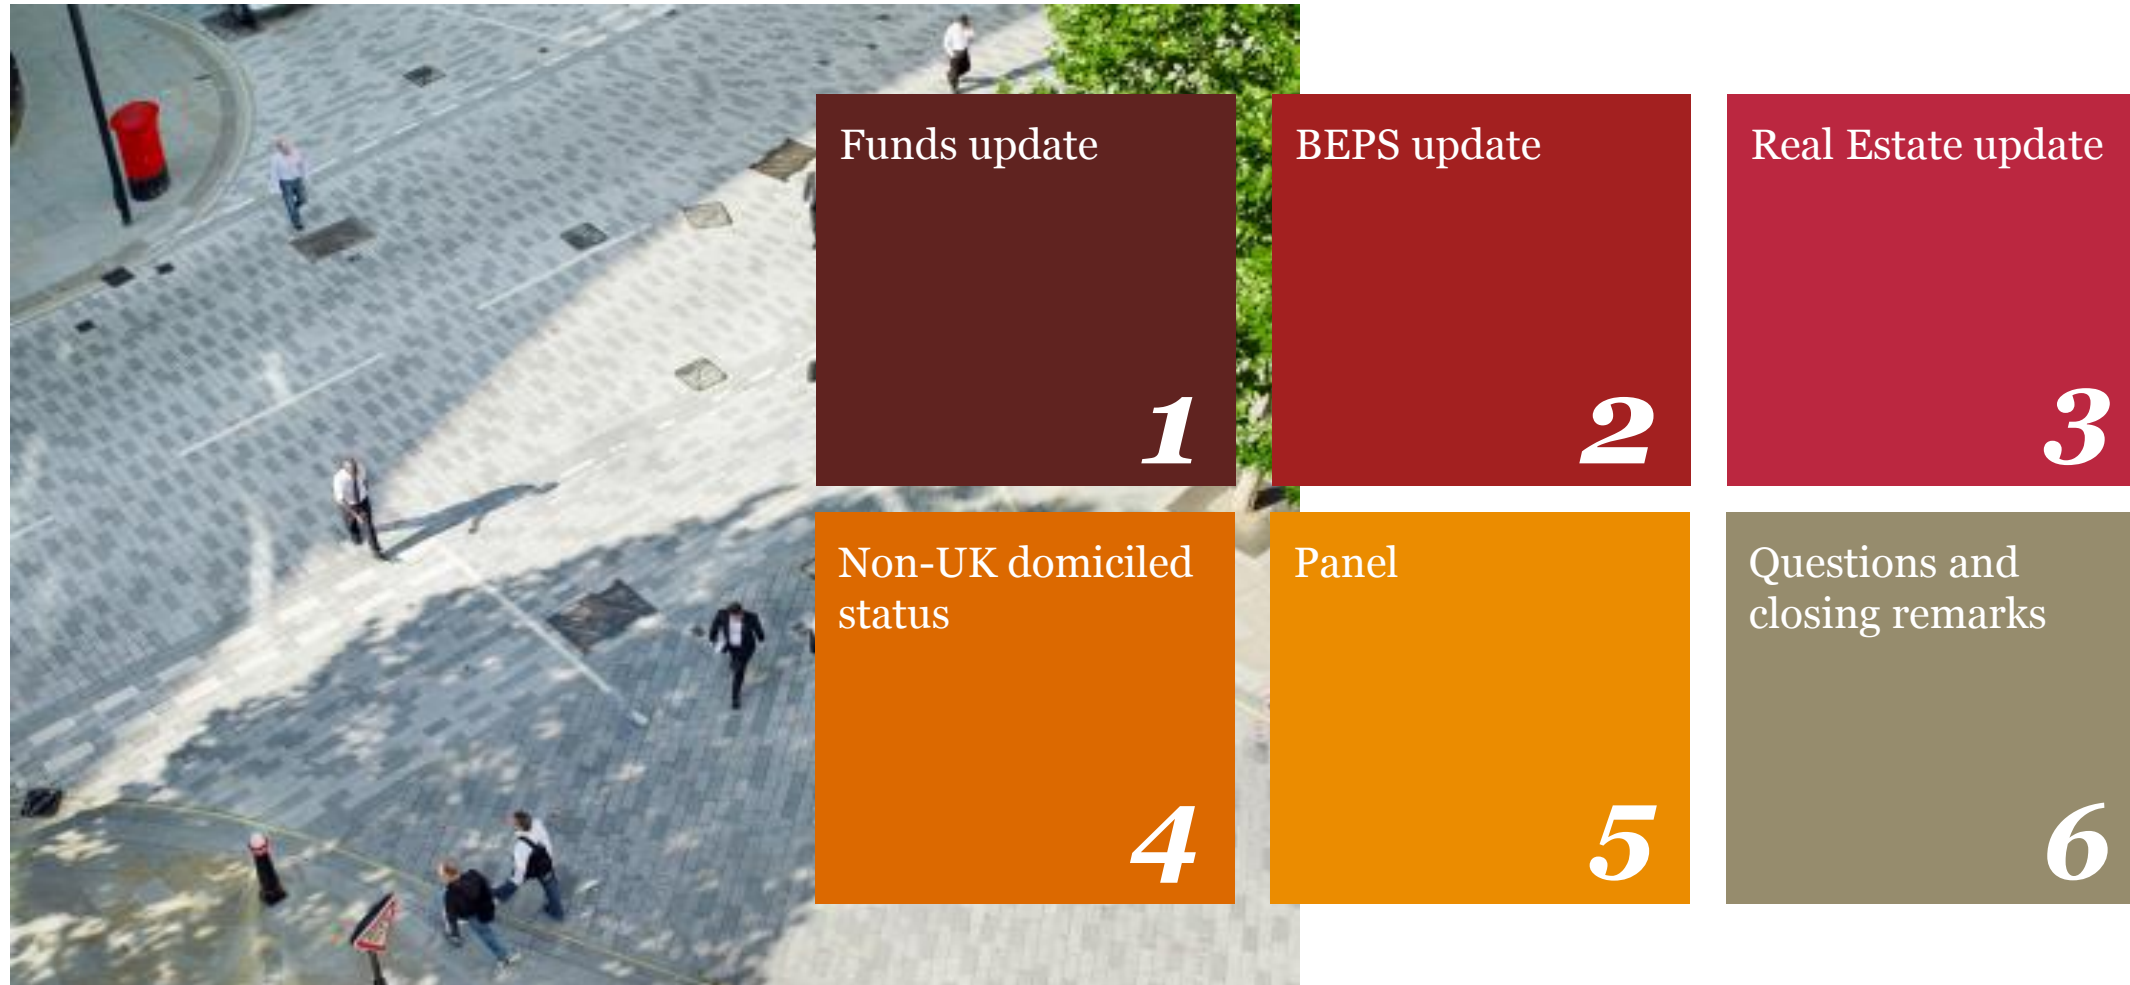 Funds update
1
BEPS update
2
Real Estate update
3
Non-UK domiciled
status
4
Panel
5
Questions and
closing remarks
6